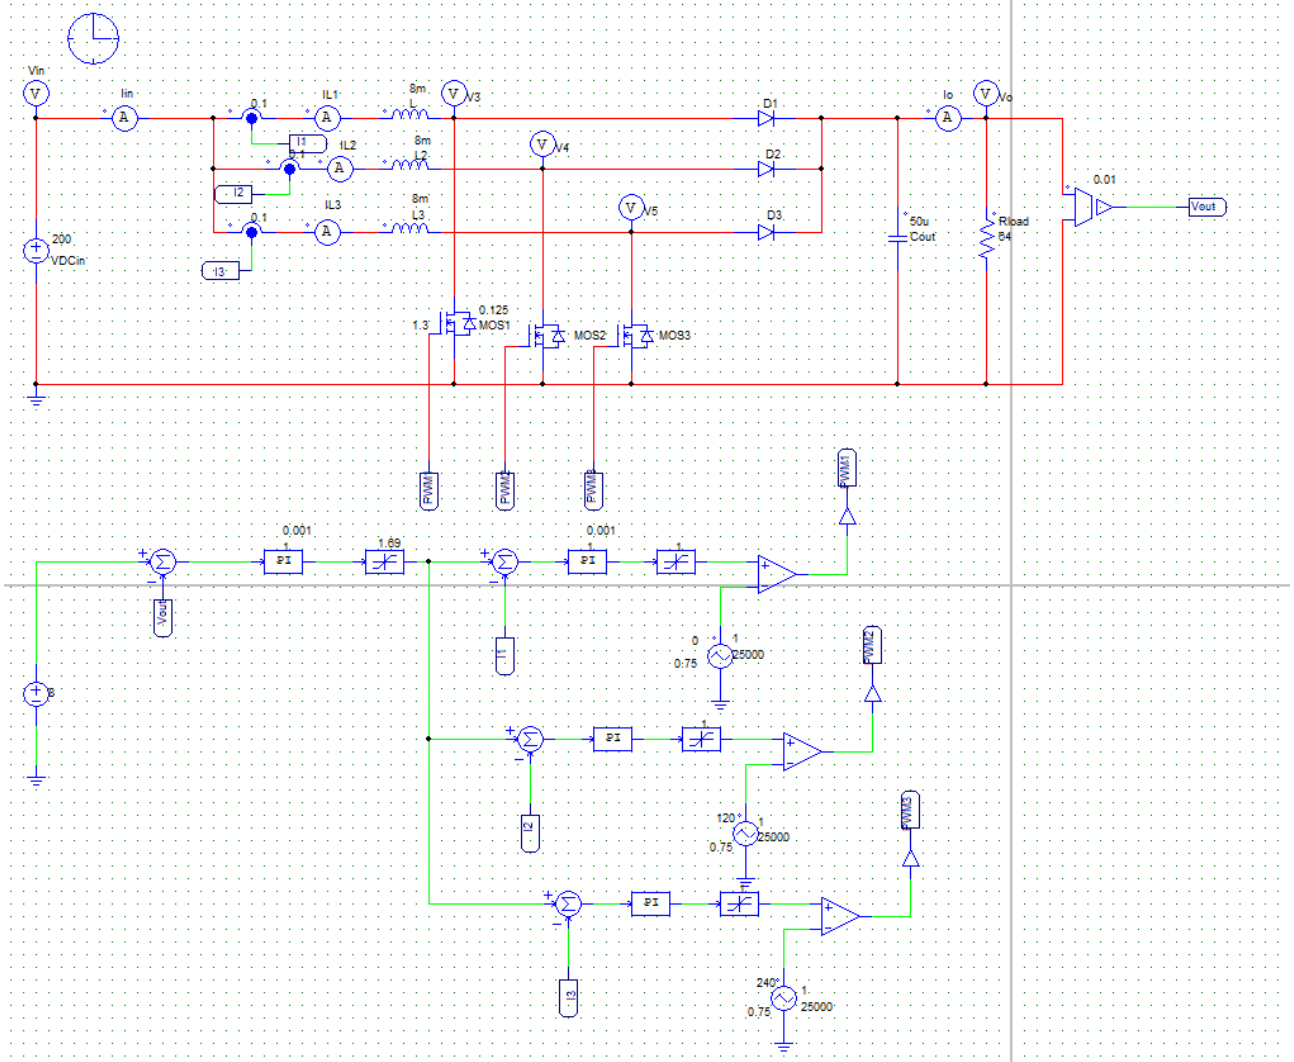 Vin
Iin
0.1
IL1
8m
L
V
V3
Io
V
Vo
D1
A
A
A
I1
0.1
IL2
A
8m
L2
V
V4
D2
I2
0.1
IL3
A
8m
L3
V
V5
D3
0.01
Vout
200
VDCin
I3
50u
Cout
Rload
64
1.3
0.125
MOS1
MOS2
MOS3
PWM1
PWM2
PWM3
PWM1
0.001
1
PI
1.69
0.001
1
PI
1
Vout
I1
0
1
25000
0.75
PWM2
8
PI
1
I2
120
1
25000
0.75
PWM3
PI
1
I3
240
1
25000
0.75